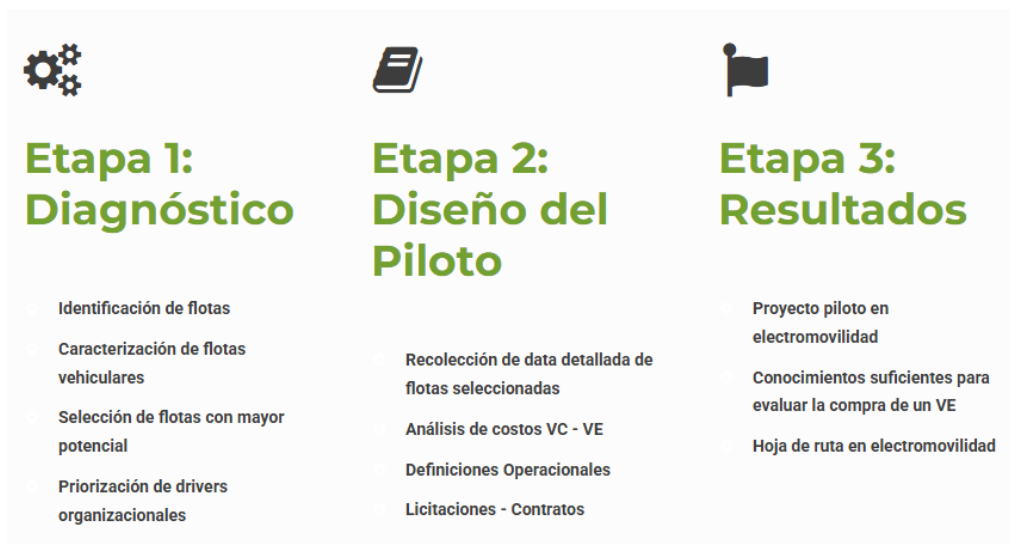 Etapa 1:
Diagnóstico
Identificación de flotas
Caracterización de flotas
vehiculares
Selección de flotas con mayor
potencial
Priorización de drivers
organizacionales
Etapa 2:
Diseño del
Piloto
Recolección de data detallada de
flotas seleccionadas
Análisis de costos VC - VE
Definiciones Operacionales
Licitaciones - Contratos
Etapa 3:
Resultados
Proyecto piloto en
electromovilidad
Conocimientos suficientes para
evaluar la compra de un VE
Hoja de ruta en electromovilidad